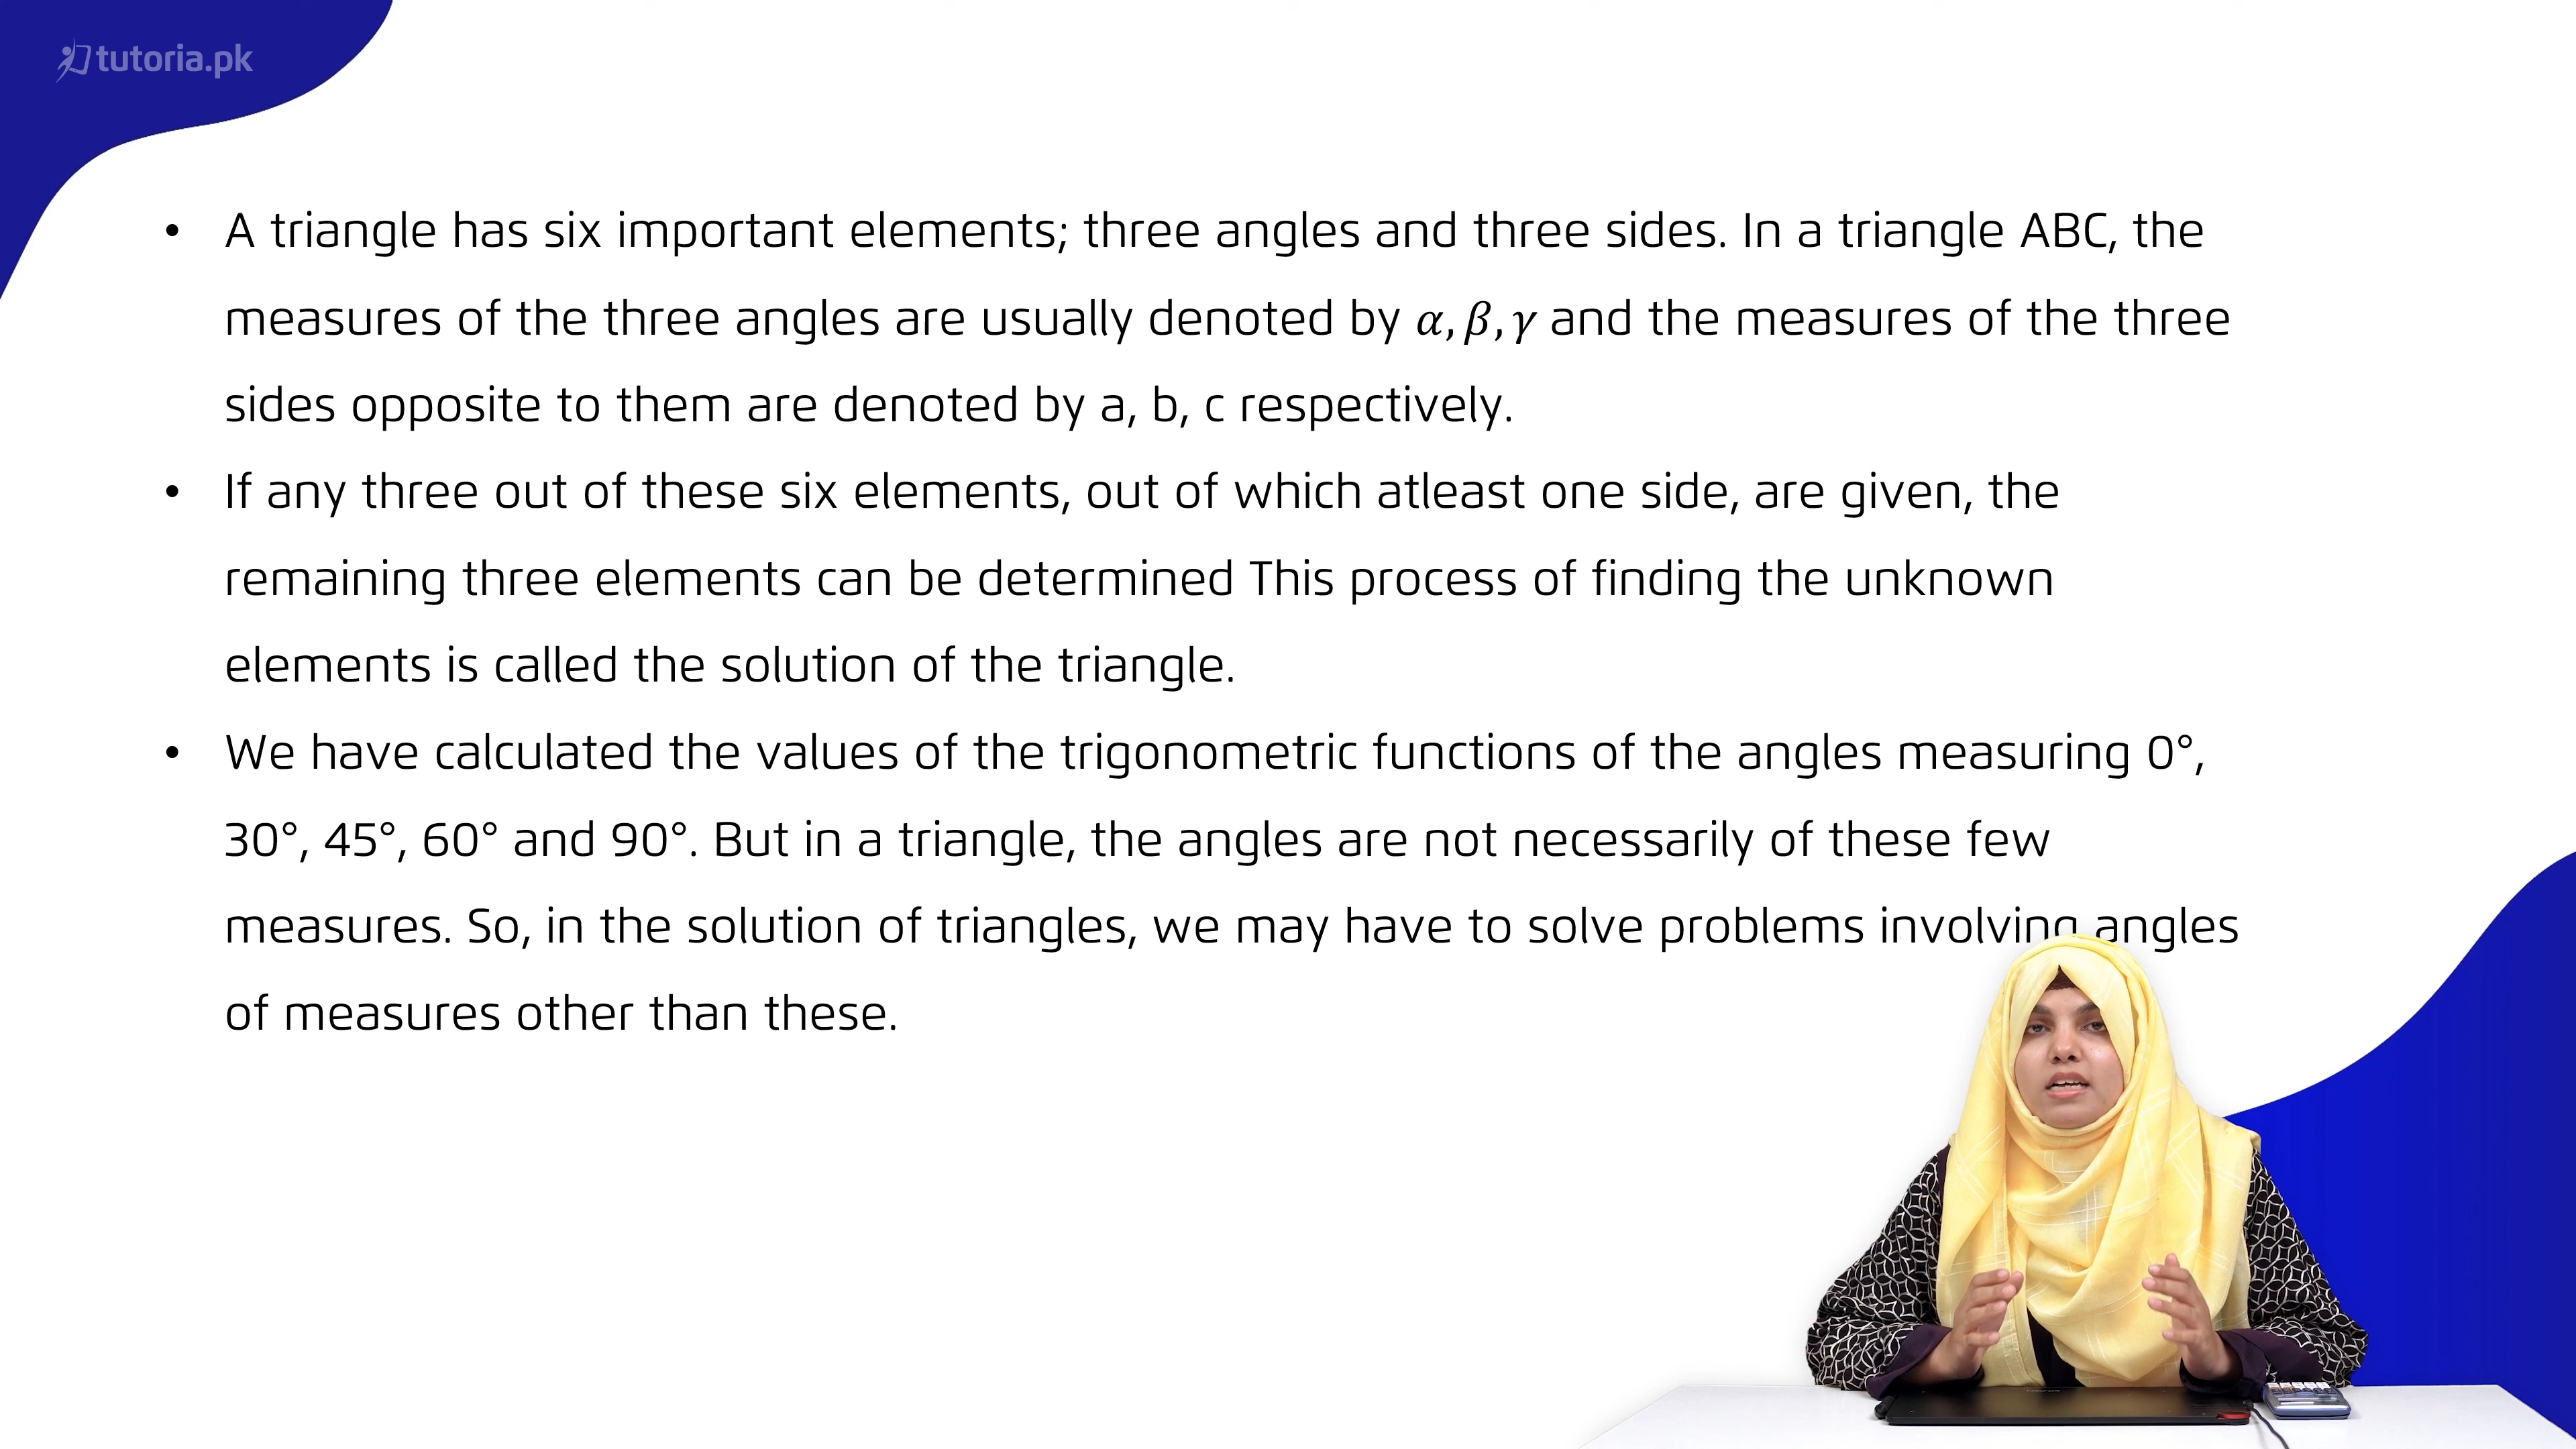 tutoria.pk
• A triangle has six important elements; three angles and three sides. In a triangle ABC, the
measures of the three angles are usually denoted by α, β, γ and the measures of the three
sides opposite to them are denoted by a, b, c respectively.
• If any three out of these six elements, out of which atleast one side, are given, the
remaining three elements can be determined This process of finding the unknown
elements is called the solution of the triangle.
• We have calculated the values of the trigonometric functions of the angles measuring 0°,
30°, 45°, 60° and 90°. But in a triangle, the angles are not necessarily of these few
measures. So, in the solution of triangles, we may have to solve problems involving angles
of measures other than these.